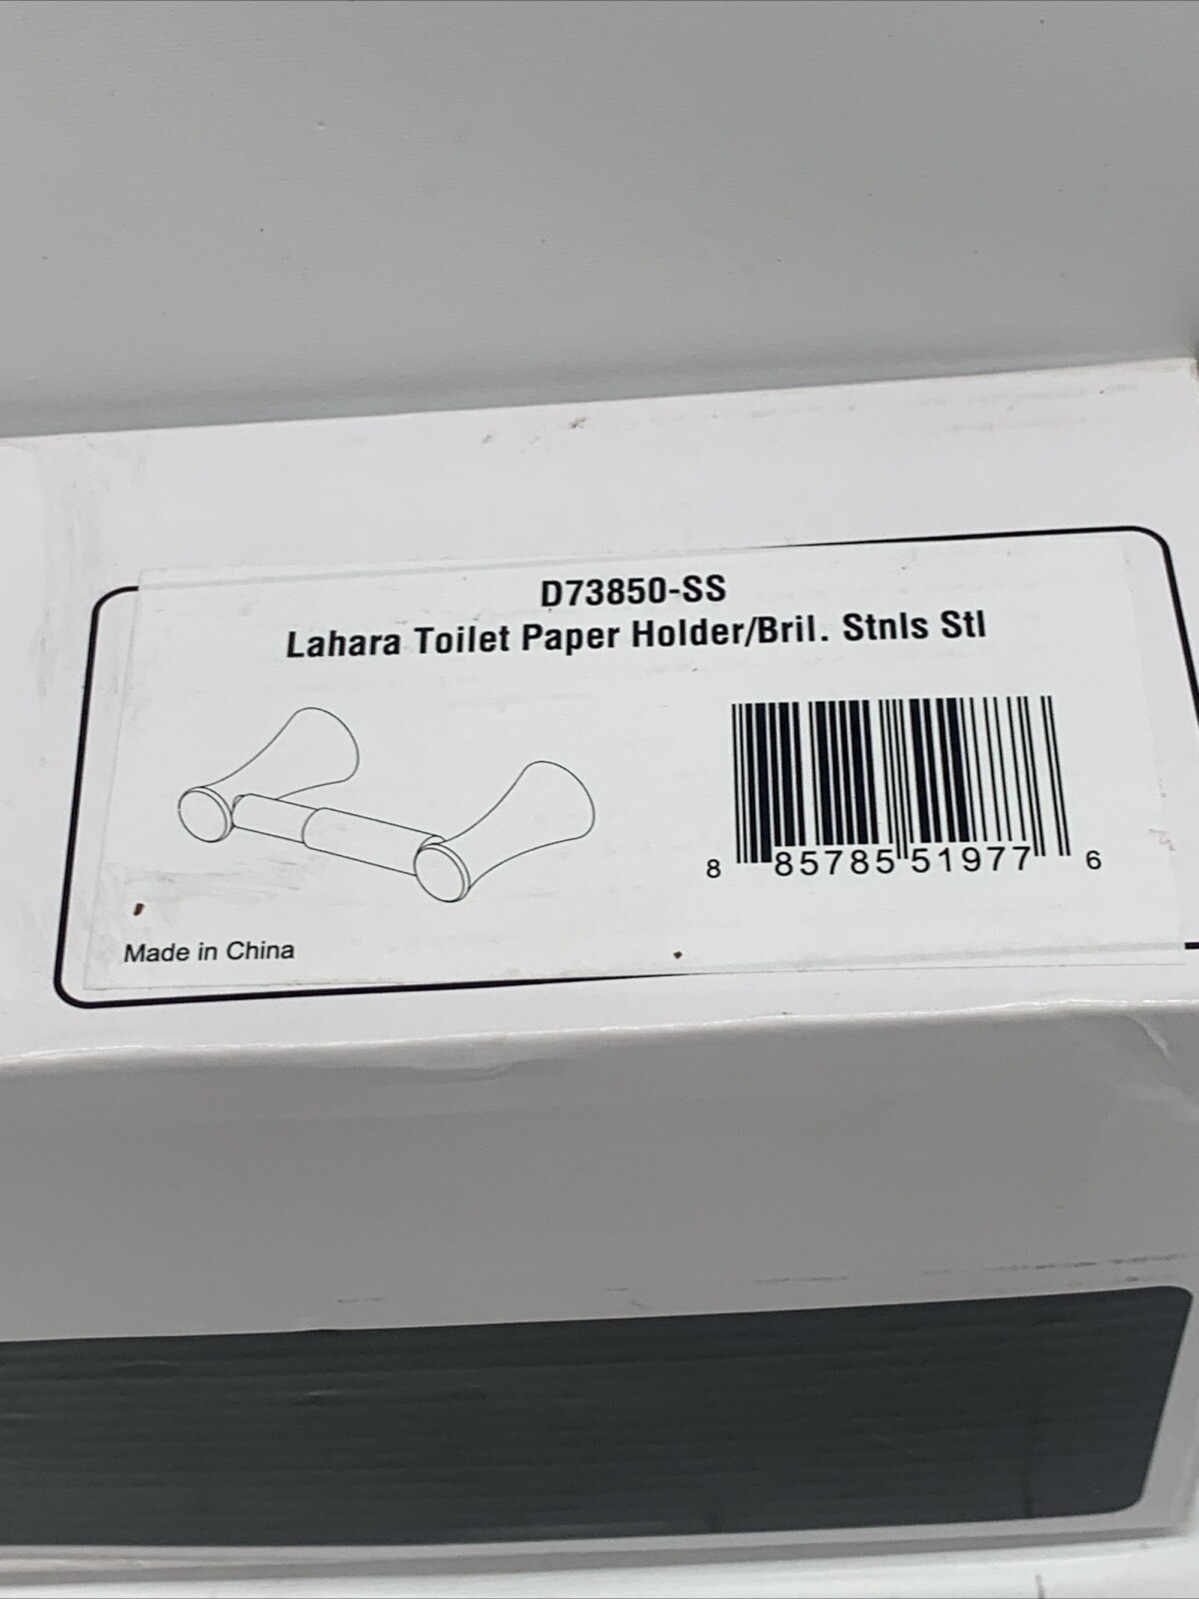 D73850-SS
Lahara Toilet Paper Holder/Bril. Stnls Stl
8 85785 51977 6
Made in China